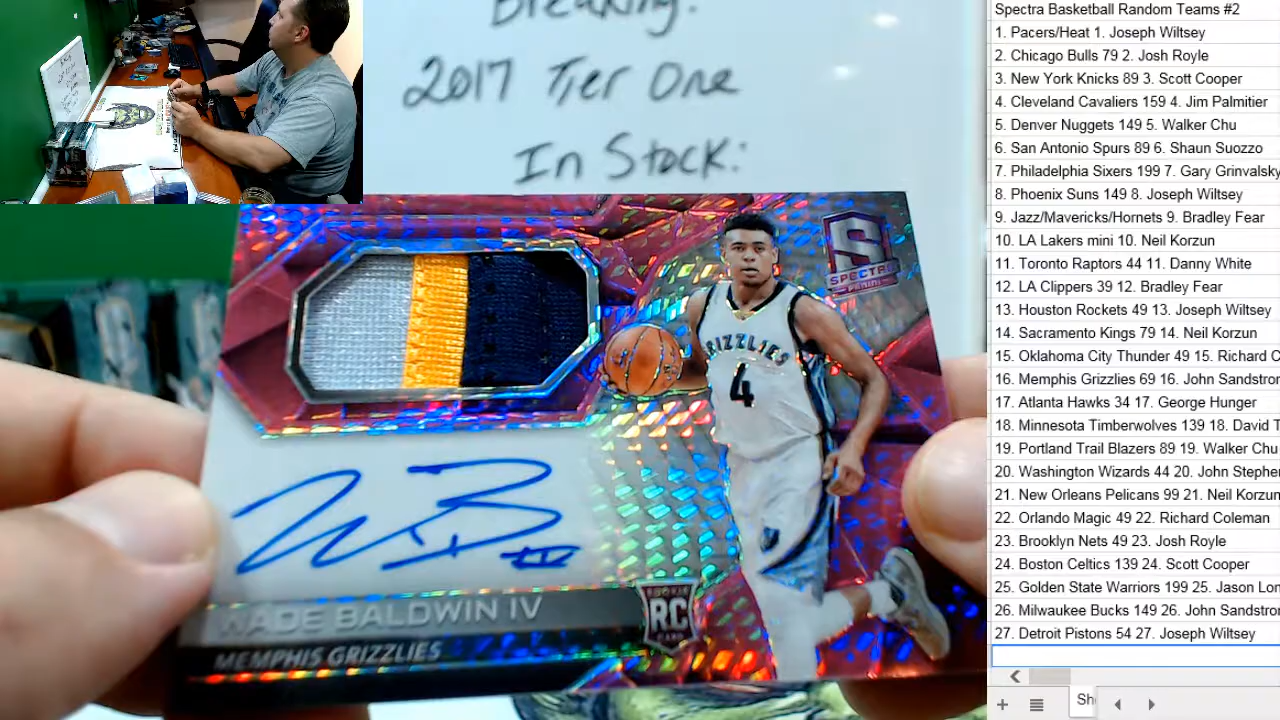 Breaking:
2017 Tier One
In Stock:
SPECTRA
PANINI
GRIZZLIES
4
WADE BALDWIN IV
MEMPHIS GRIZZLIES
ROOKIE
RC
CARD
Spectra Basketball Random Teams #2
1. Pacers/Heat 1. Joseph Wiltsey
2. Chicago Bulls 79 2. Josh Royle
3. New York Knicks 89 3. Scott Cooper
4. Cleveland Cavaliers 159 4. Jim Palmitier
5. Denver Nuggets 149 5. Walker Chu
6. San Antonio Spurs 89 6. Shaun Suozzo
7. Philadelphia Sixers 199 7. Gary Grinvalsky
8. Phoenix Suns 149 8. Joseph Wiltsey
9. Jazz/Mavericks/Hornets 9. Bradley Fear
10. LA Lakers mini 10. Neil Korzun
11. Toronto Raptors 44 11. Danny White
12. LA Clippers 39 12. Bradley Fear
13. Houston Rockets 49 13. Joseph Wiltsey
14. Sacramento Kings 79 14. Neil Korzun
15. Oklahoma City Thunder 49 15. Richard C
16. Memphis Grizzlies 69 16. John Sandstron
17. Atlanta Hawks 34 17. George Hunger
18. Minnesota Timberwolves 139 18. David T
19. Portland Trail Blazers 89 19. Walker Chu
20. Washington Wizards 44 20. John Stephen
21. New Orleans Pelicans 99 21. Neil Korzun
22. Orlando Magic 49 22. Richard Coleman
23. Brooklyn Nets 49 23. Josh Royle
24. Boston Celtics 139 24. Scott Cooper
25. Golden State Warriors 199 25. Jason Lon
26. Milwaukee Bucks 149 26. John Sandstro
27. Detroit Pistons 54 27. Joseph Wiltsey
Sh